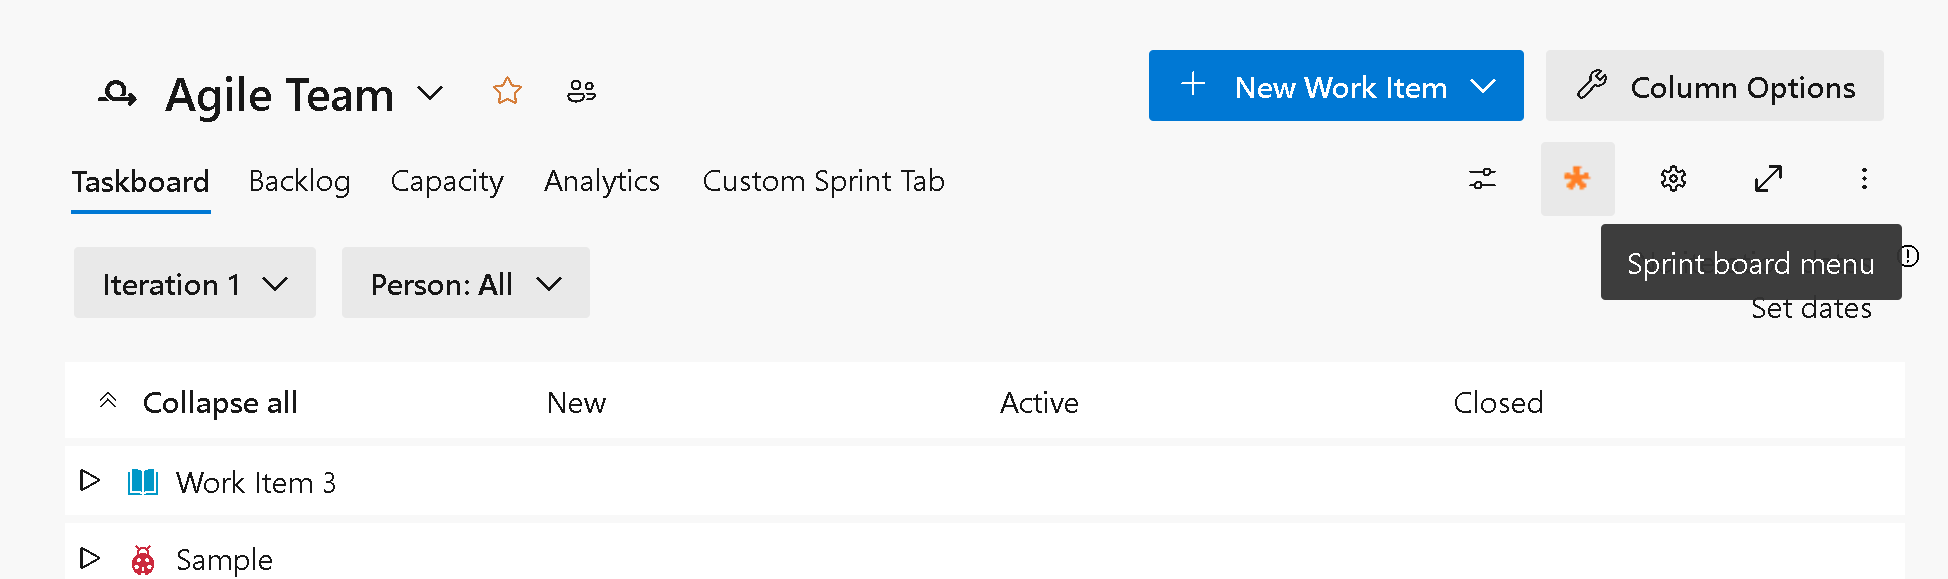 Agile Team
New Work Item
Column Options
Taskboard Backlog Capacity Analytics Custom Sprint Tab
Sprint board menu
Iteration 1
Person: All
Set dates
Collapse all New Active Closed
Work Item 3
Sample